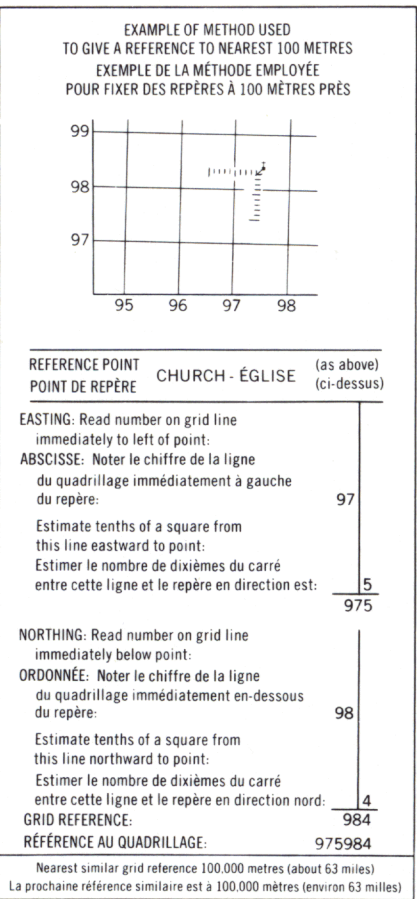 EXAMPLE OF METHOD USED
TO GIVE A REFERENCE TO NEAREST 100 METRES
EXEMPLE DE LA MÉTHODE EMPLOYÉE
POUR FIXER DES REPÈRES À 100 MÈTRES PRÈS
99
98
97
95 96 97 98
REFERENCE POINT
POINT DE REPÈRE
CHURCH - ÉGLISE
(as above)
(ci-dessus)
EASTING: Read number on grid line
immediately to left of point:
ABSCISSE: Noter le chiffre de la ligne
du quadrillage immédiatement à gauche
du repère: 97
Estimate tenths of a square from
this line eastward to point:
Estimer le nombre de dixièmes du carré
entre cette ligne et le repère en direction est: 5
975
NORTHING: Read number on grid line
immediately below point:
ORDONNÉE: Noter le chiffre de la ligne
du quadrillage immédiatement en-dessous
du repère: 98
Estimate tenths of a square from
this line northward to point:
Estimer le nombre de dixièmes du carré
entre cette ligne et le repère en direction nord: 4
GRID REFERENCE: 984
RÉFÉRENCE AU QUADRILLAGE: 975984
Nearest similar grid reference 100,000 metres (about 63 miles)
La prochaine référence similaire est à 100,000 mètres (environ 63 milles)